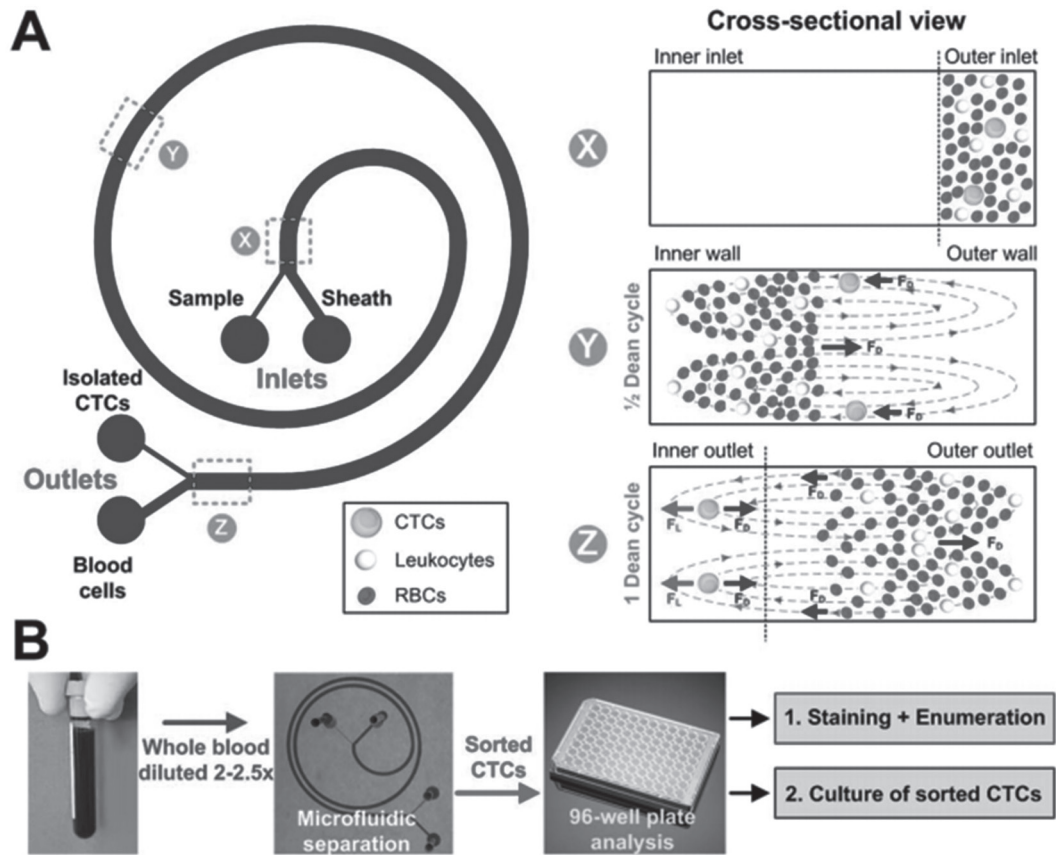 A
Y
X
Sample
Sheath
Inlets
Isolated
CTCs
Outlets
Blood
cells
Z
CTCs
Leukocytes
RBCs
Cross-sectional view
Inner inlet
Outer inlet
X
Inner wall
Outer wall
Y
½ Dean cycle
F_D
F_D
F_D
Inner outlet
Outer outlet
Z
1 Dean cycle
F_D
F_L
F_D
F_D
F_L
F_D
F_D
B
Whole blood
diluted 2-2.5x
Microfluidic
separation
Sorted
CTCs
96-well plate
analysis
1. Staining + Enumeration
2. Culture of sorted CTCs